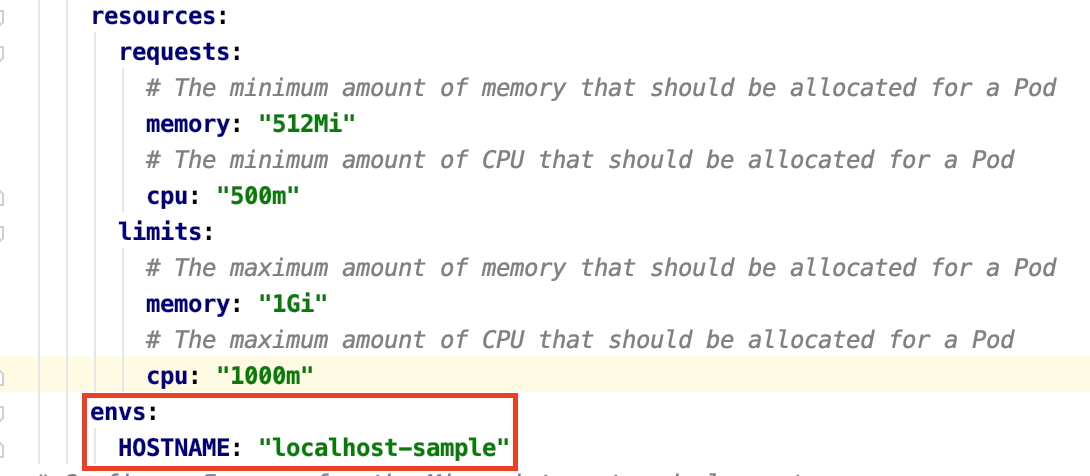 resources:
requests:
# The minimum amount of memory that should be allocated for a Pod
memory: "512Mi"
# The minimum amount of CPU that should be allocated for a Pod
cpu: "500m"
limits:
# The maximum amount of memory that should be allocated for a Pod
memory: "1Gi"
# The maximum amount of CPU that should be allocated for a Pod
cpu: "1000m"
envs:
HOSTNAME: "localhost-sample"